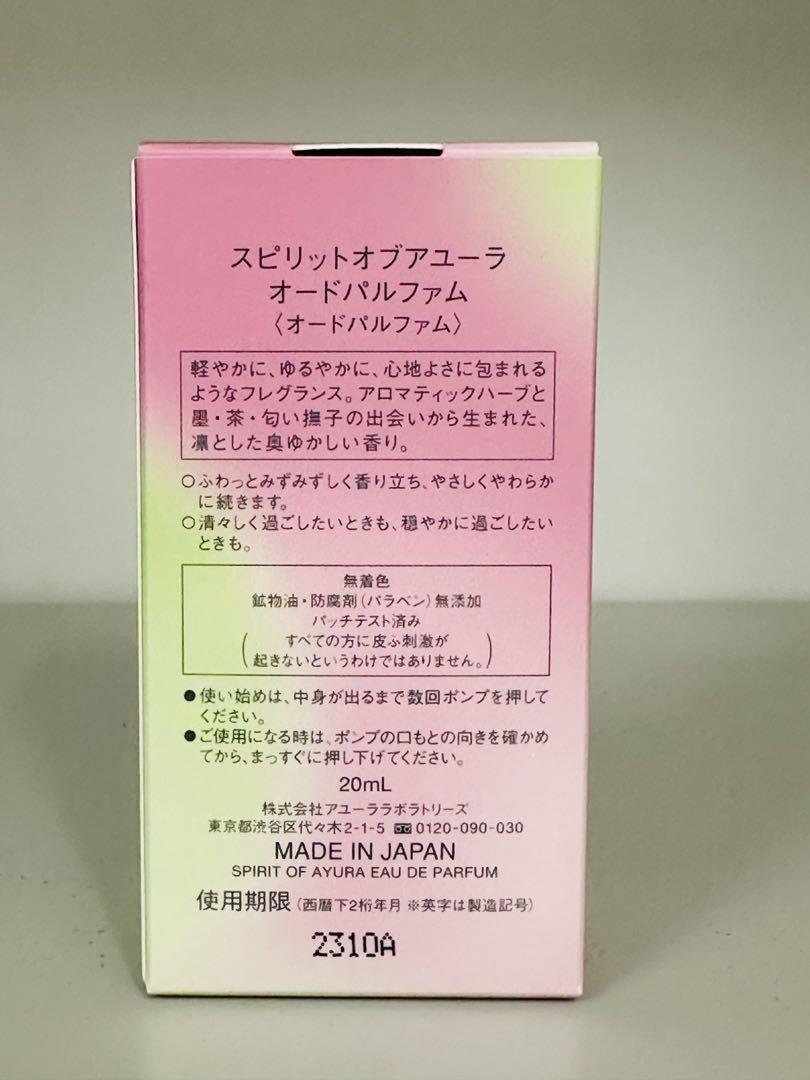 スピリットオブアユーラ
オードパルファム
〈オードパルファム〉
軽やかに、ゆるやかに、心地よさに包まれる
ようなフレグランス。アロマティックハーブと
墨・茶・匂い撫子の出会いから生まれた、
凛とした奥ゆかしい香り。
○ふわっとみずみずしく香り立ち、やさしくやわらか
に続きます。
○清々しく過ごしたいときも、穏やかに過ごしたい
ときも。
無着色
鉱物油・防腐剤(パラベン)無添加
パッチテスト済み
(すべての方に皮ふ刺激が
起きないというわけではありません。)
●使い始めは、中身が出るまで数回ポンプを押して
ください。
●ご使用になる時は、ポンプの口もとの向きを確かめ
てから、まっすぐに押し下げてください。
20mL
株式会社アユーララボラトリーズ
東京都渋谷区代々木2-1-5 0120-090-030
MADE IN JAPAN
SPIRIT OF AYURA EAU DE PARFUM
使用期限(西暦下2桁年月 ※英字は製造記号)
2310A